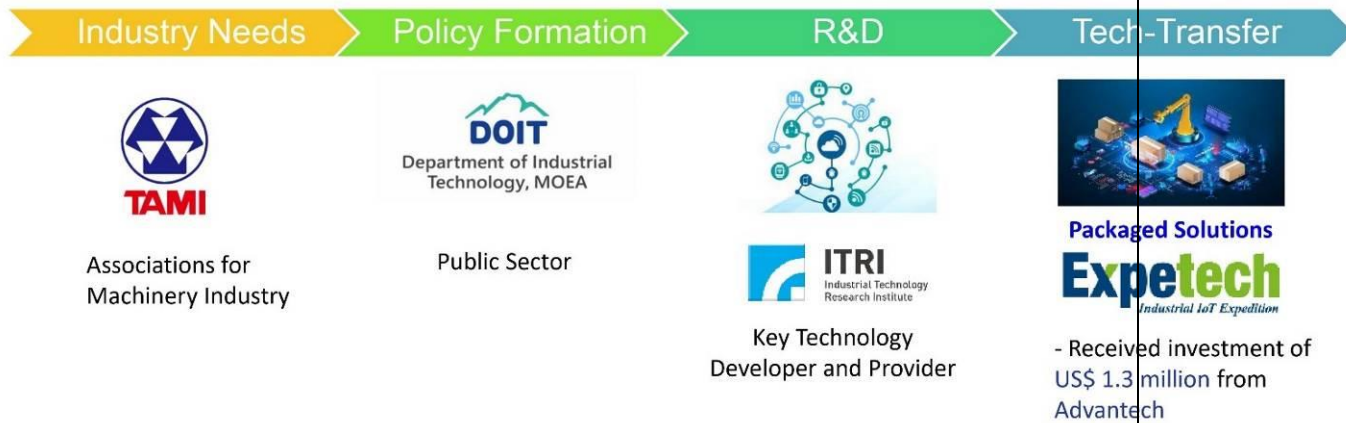 Industry Needs
Policy Formation
R&D
Tech-Transfer
TAMI
Associations for
Machinery Industry
DOIT
Department of Industrial
Technology, MOEA
Public Sector
ITRI
Industrial Technology
Research Institute
Key Technology
Developer and Provider
Packaged Solutions
Expetech
Industrial IoT Expedition
- Received investment of
US$ 1.3 million from
Advantech